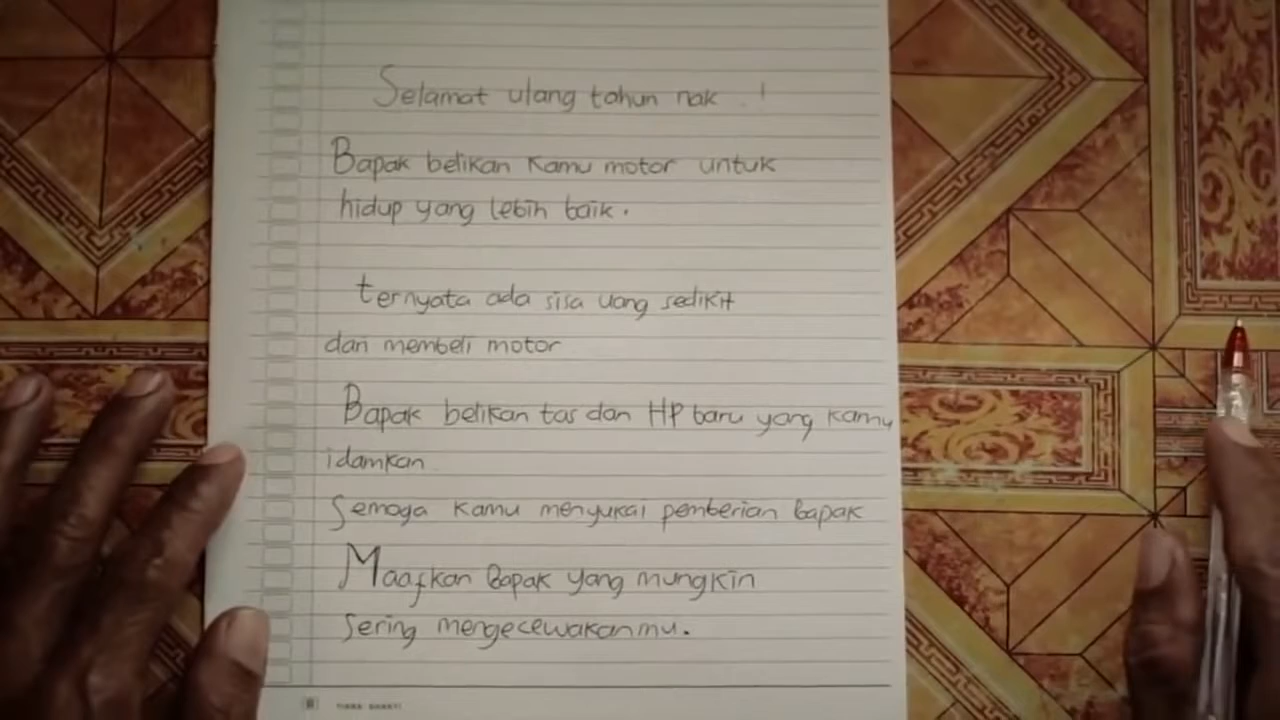 Selamat ulang tahun nak !
Bapak belikan kamu motor untuk
hidup yang lebih baik.
ternyata ada sisa uang sedikit
dari membeli motor
Bapak belikan tas dan HP baru yang kamu
idamkan
Semoga kamu menyukai pemberian bapak
Maafkan bapak yang mungkin
sering mengecewakanmu.